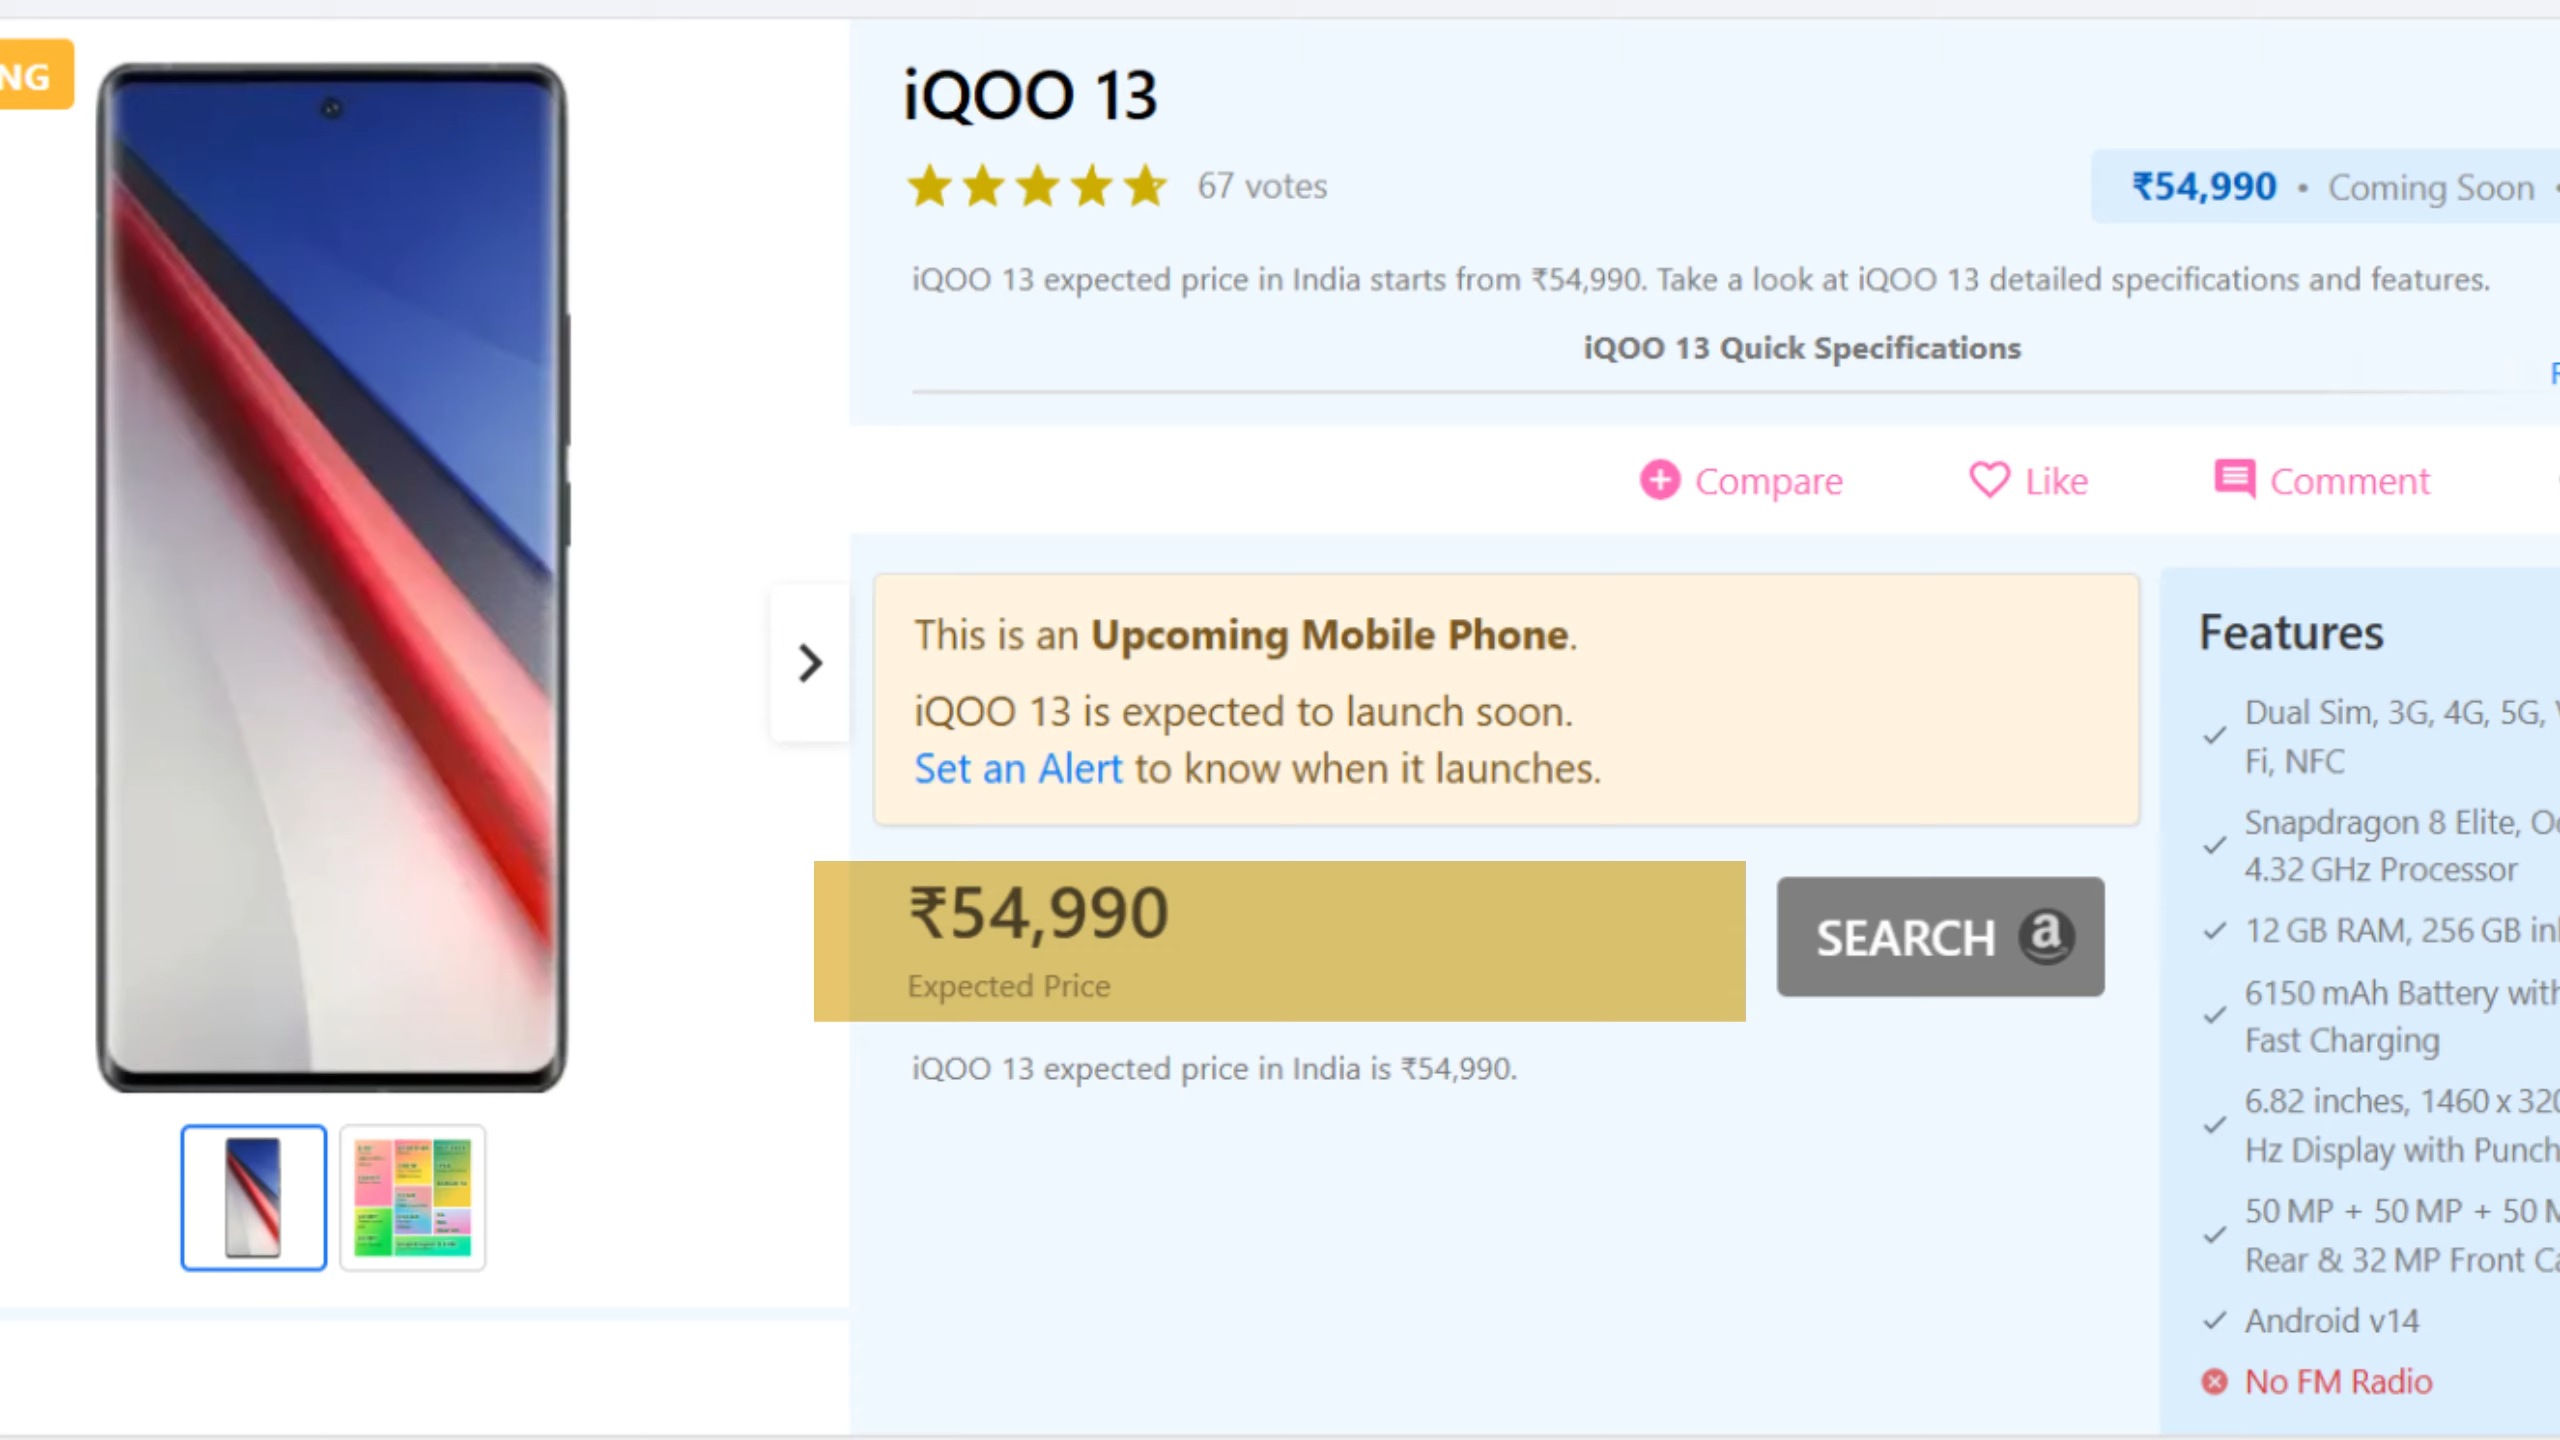 NG
iQOO 13
67 votes
₹54,990 • Coming Soon
iQOO 13 expected price in India starts from ₹54,990. Take a look at iQOO 13 detailed specifications and features.
iQOO 13 Quick Specifications
Compare
Like
Comment
This is an Upcoming Mobile Phone.
iQOO 13 is expected to launch soon.
Set an Alert to know when it launches.
₹54,990
Expected Price
SEARCH a
iQOO 13 expected price in India is ₹54,990.
Features
Dual Sim, 3G, 4G, 5G,
Fi, NFC
Snapdragon 8 Elite,
4.32 GHz Processor
12 GB RAM, 256 GB
6150 mAh Battery with
Fast Charging
6.82 inches, 1460 x 320
Hz Display with Punch
50 MP + 50 MP + 50
Rear & 32 MP Front
Android v14
No FM Radio